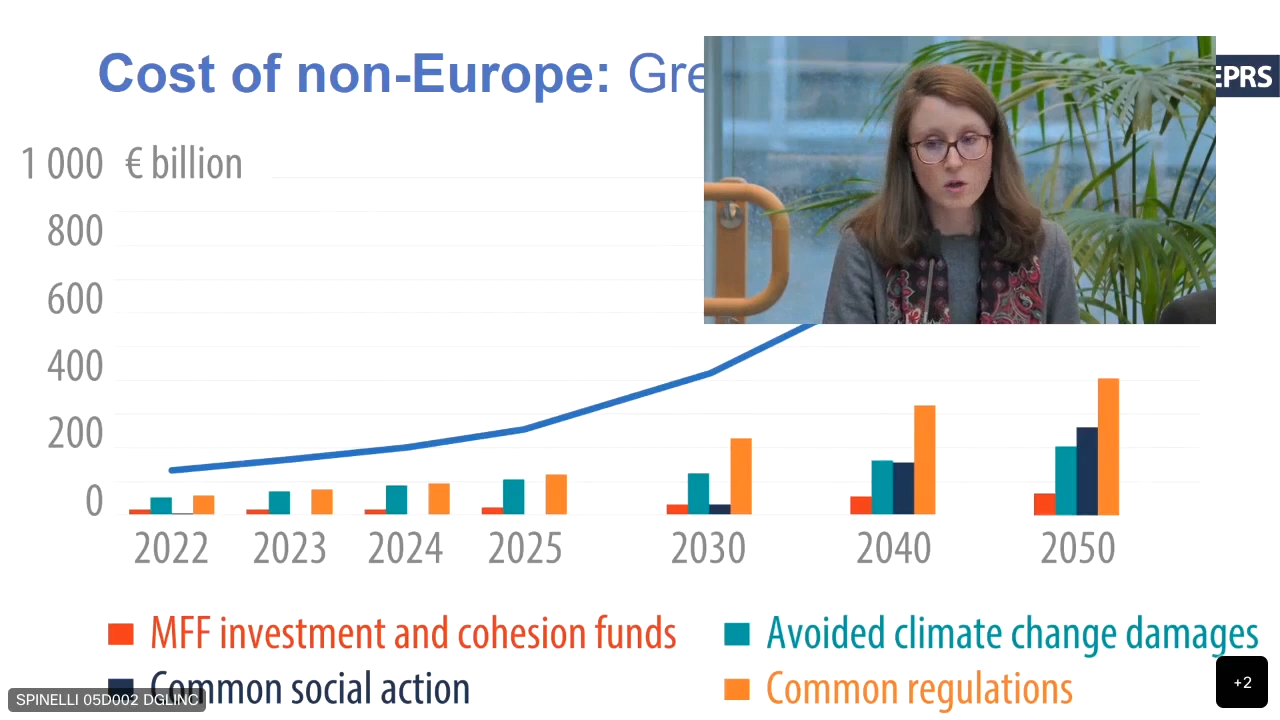 Cost of non-Europe: Gre
EPRS
1 000 € billion
800
600
400
200
0
2022 2023 2024 2025 2030 2040 2050
MFF investment and cohesion funds
Avoided climate change damages
Common social action
Common regulations
SPINELLI 05D002 DGLINC
+2